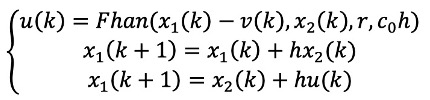 u(k) = Fhan(x₁(k) − v(k), x₂(k), r, c₀h)
x₁(k + 1) = x₁(k) + hx₂(k)
x₁(k + 1) = x₂(k) + hu(k)